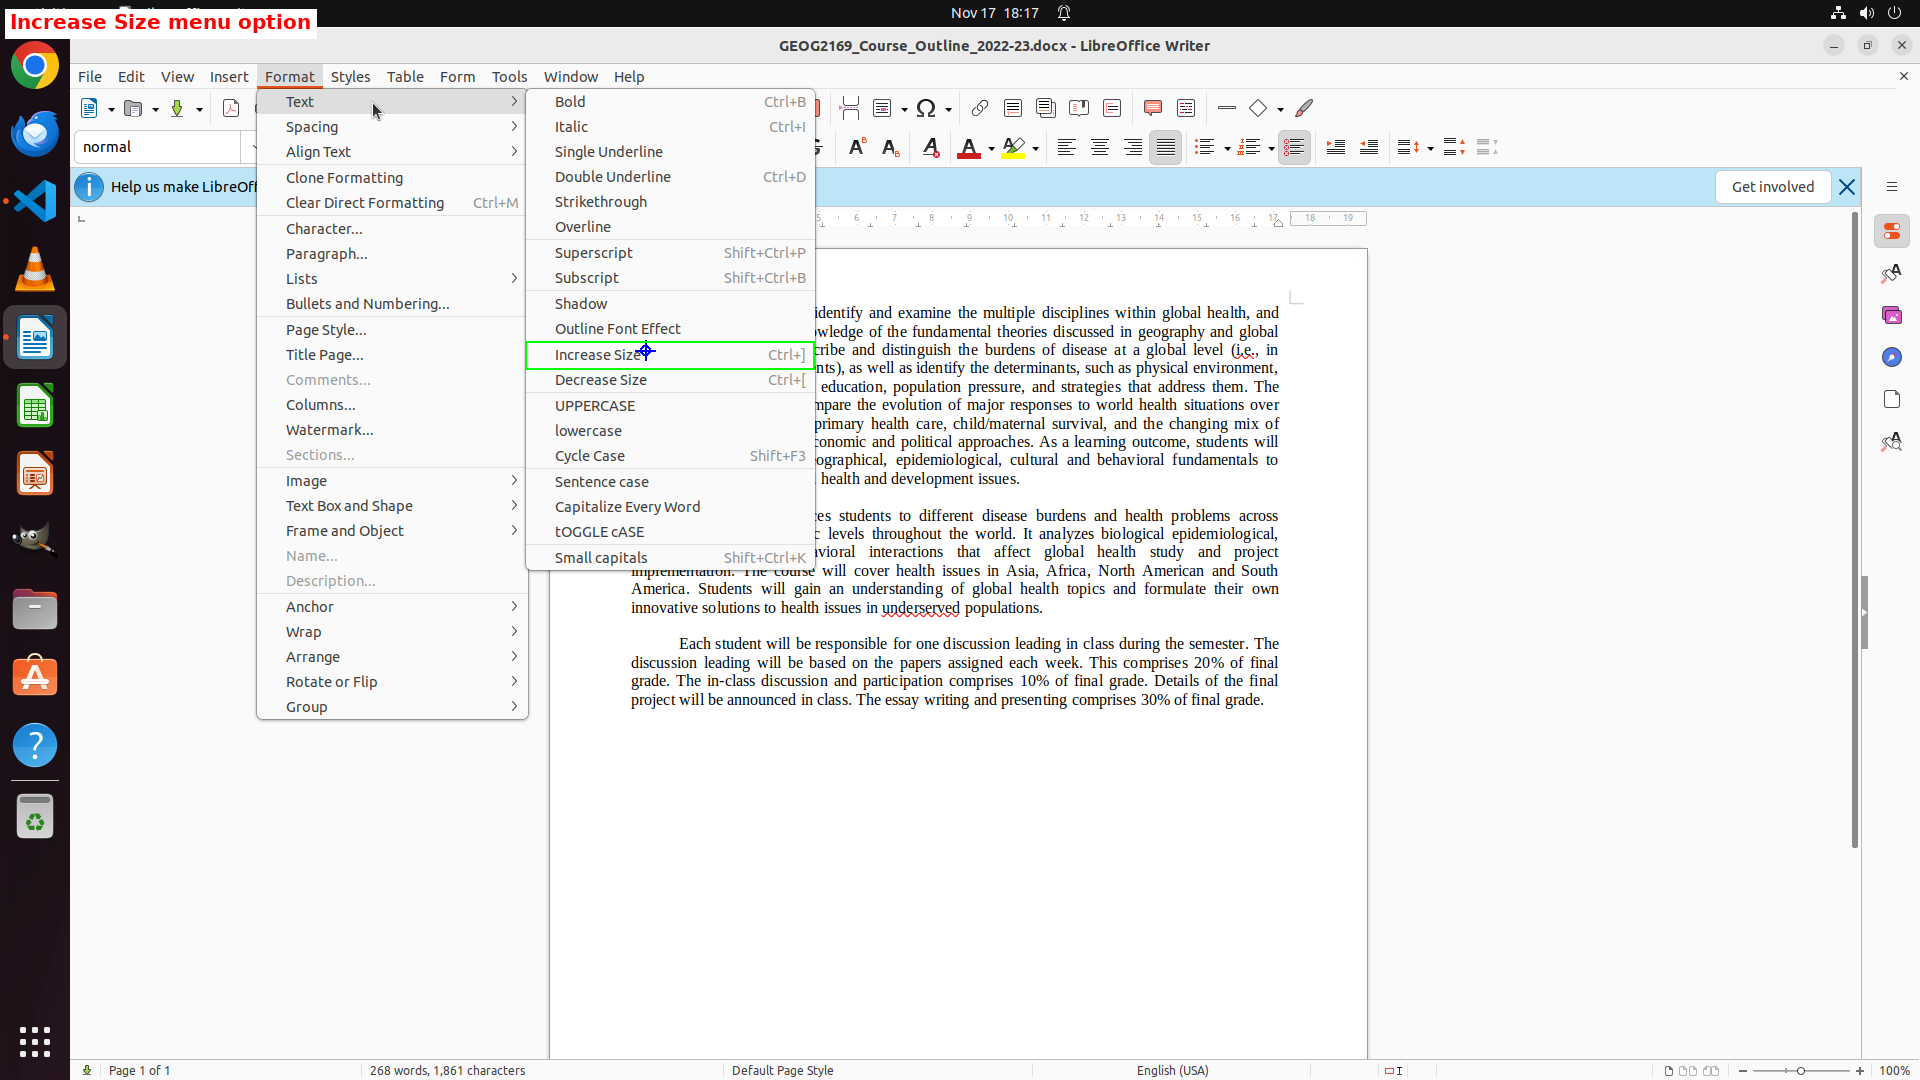 Increase Size menu option
Nov 17 18:17
GEOG2169_Course_Outline_2022-23.docx - LibreOffice Writer
File Edit View Insert Format Styles Table Form Tools Window Help
normal
Help us make LibreOff
Get involved
Text
Spacing
Align Text
Clone Formatting
Clear Direct Formatting Ctrl+M
Character...
Paragraph...
Lists
Bullets and Numbering...
Page Style...
Title Page...
Comments...
Columns...
Watermark...
Sections...
Image
Text Box and Shape
Frame and Object
Name...
Description...
Anchor
Wrap
Arrange
Rotate or Flip
Group
Bold Ctrl+B
Italic Ctrl+I
Single Underline
Double Underline Ctrl+D
Strikethrough
Overline
Superscript Shift+Ctrl+P
Subscript Shift+Ctrl+B
Shadow
Outline Font Effect
Increase Size Ctrl+]
Decrease Size Ctrl+[
UPPERCASE
lowercase
Cycle Case Shift+F3
Sentence case
Capitalize Every Word
tOGGLE cASE
Small capitals Shift+Ctrl+K
6 7 8 9 10 11 12 13 14 15 16 17 18 19
identify and examine the multiple disciplines within global health, and
wledge of the fundamental theories discussed in geography and global
cribe and distinguish the burdens of disease at a global level (i.e., in
nts), as well as identify the determinants, such as physical environment,
education, population pressure, and strategies that address them. The
mpare the evolution of major responses to world health situations over
primary health care, child/maternal survival, and the changing mix of
conomic and political approaches. As a learning outcome, students will
ographical, epidemiological, cultural and behavioral fundamentals to
health and development issues.
ces students to different disease burdens and health problems across
c levels throughout the world. It analyzes biological epidemiological,
avioral interactions that affect global health study and project
implementation. The course will cover health issues in Asia, Africa, North American and South
America. Students will gain an understanding of global health topics and formulate their own
innovative solutions to health issues in underserved populations.
Each student will be responsible for one discussion leading in class during the semester. The
discussion leading will be based on the papers assigned each week. This comprises 20% of final
grade. The in-class discussion and participation comprises 10% of final grade. Details of the final
project will be announced in class. The essay writing and presenting comprises 30% of final grade.
Page 1 of 1
268 words, 1,861 characters
Default Page Style
English (USA)
100%